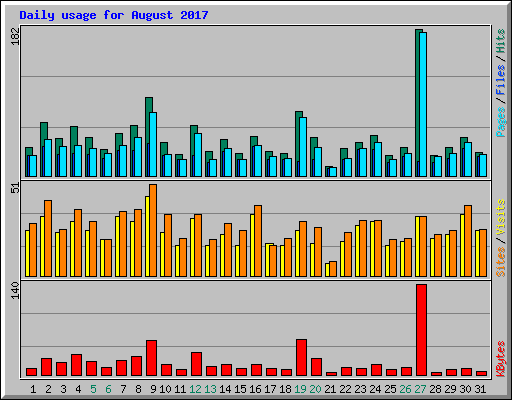 Daily usage for August 2017
182
Pages / Files / Hits
51
Sites / Visits
140
KBytes
1 2 3 4 5 6 7 8 9 10 11 12 13 14 15 16 17 18 19 20 21 22 23 24 25 26 27 28 29 30 31